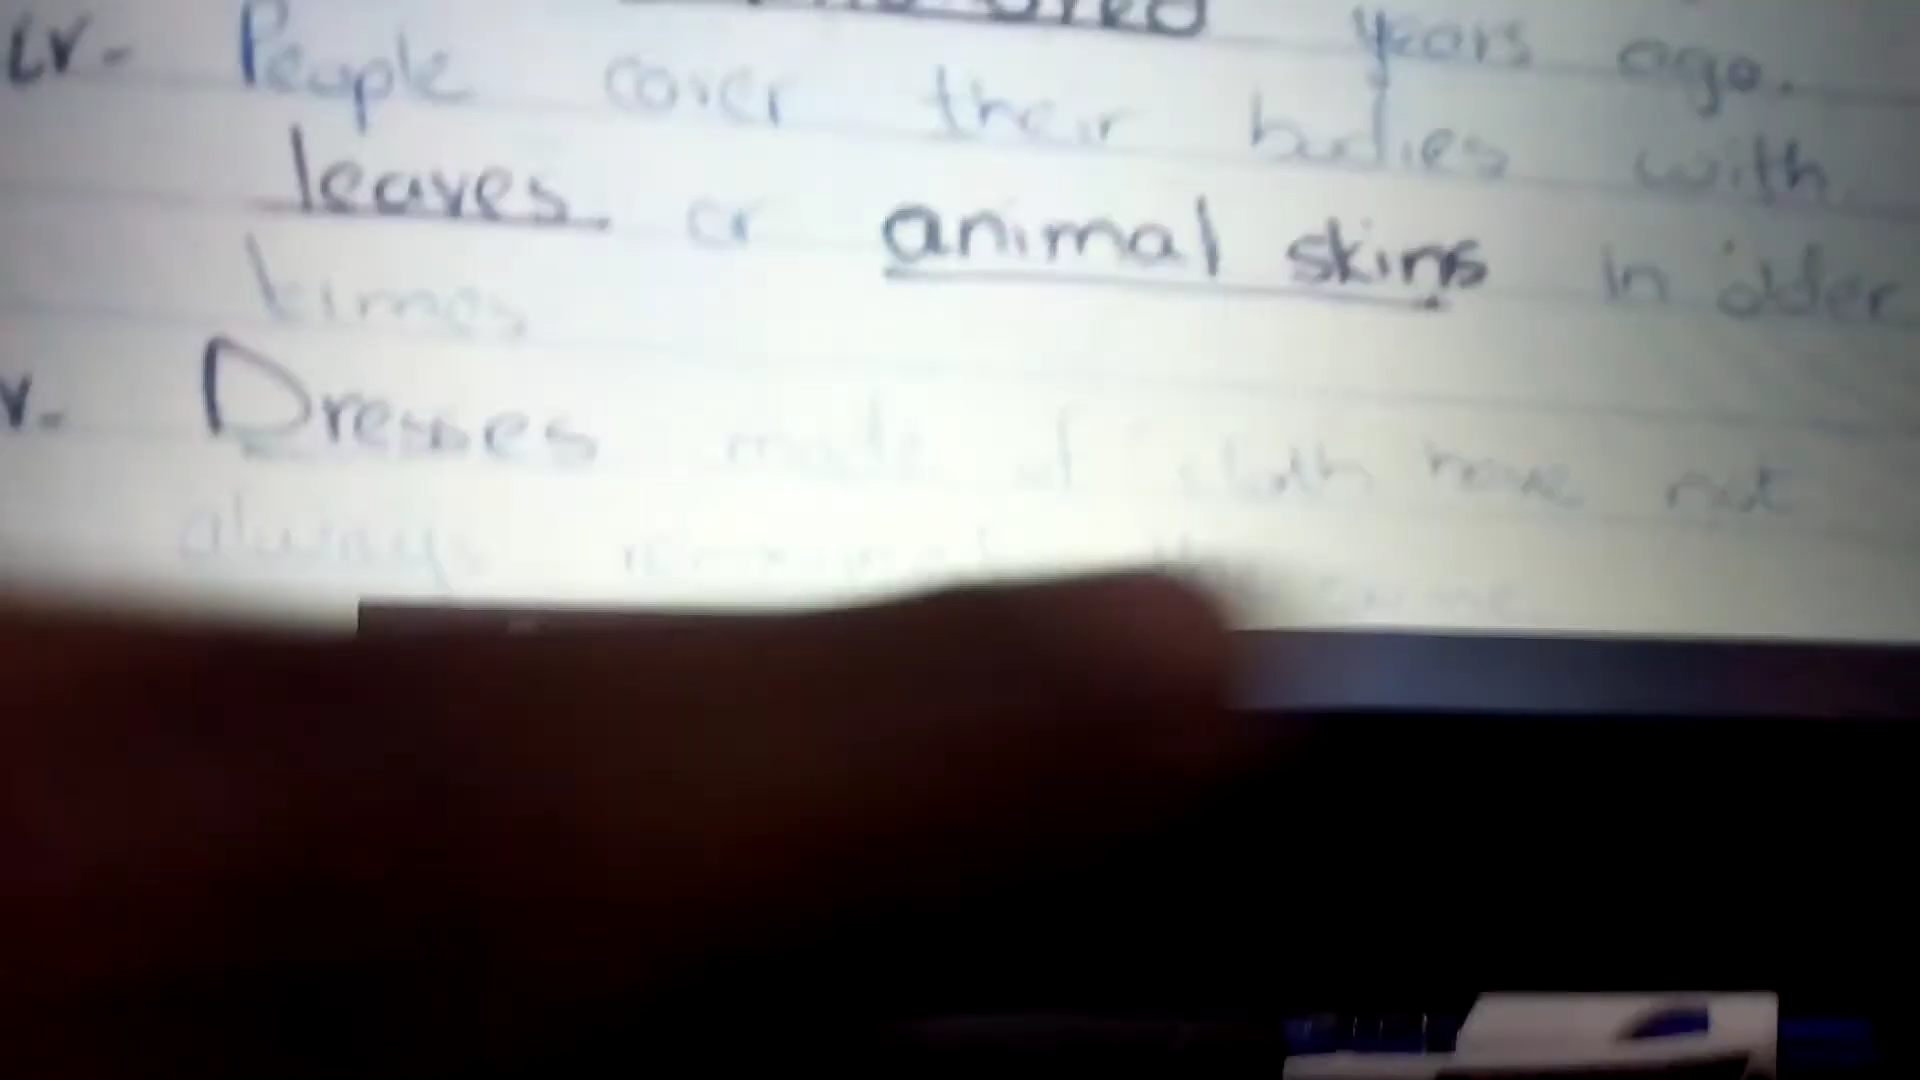 years ago.
iv- People cover their bodies with
leaves or animal skins in older
times
v. Dresses made of cloth have not
always